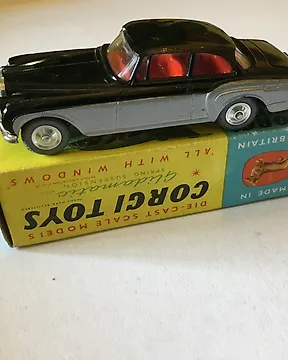 DIE-CAST SCALE MODELS
CORGI TOYS
Glidamatic
SPRING SUSPENSION
'ALL WITH WINDOWS
MADE IN
BRITAIN